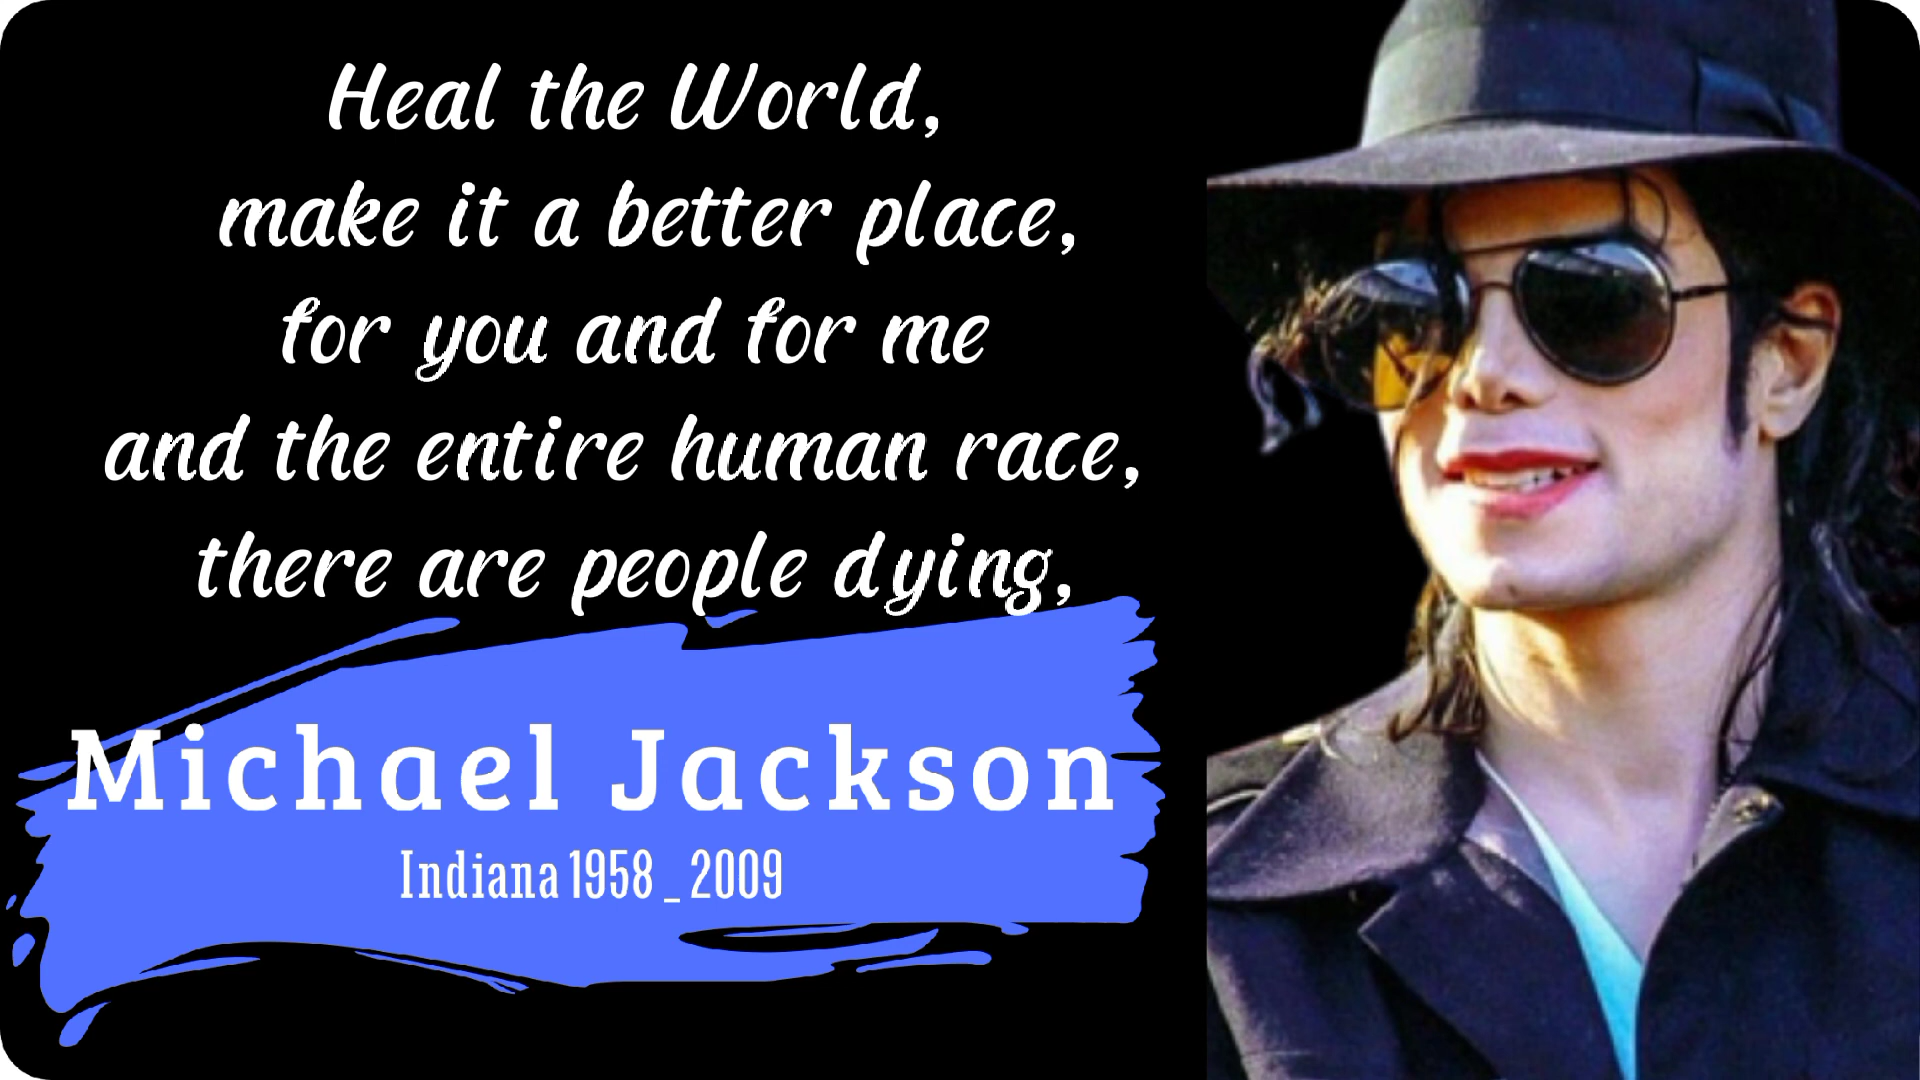 Heal the World,
make it a better place,
for you and for me
and the entire human race,
there are people dying,
Michael Jackson
Indiana 1958 _ 2009